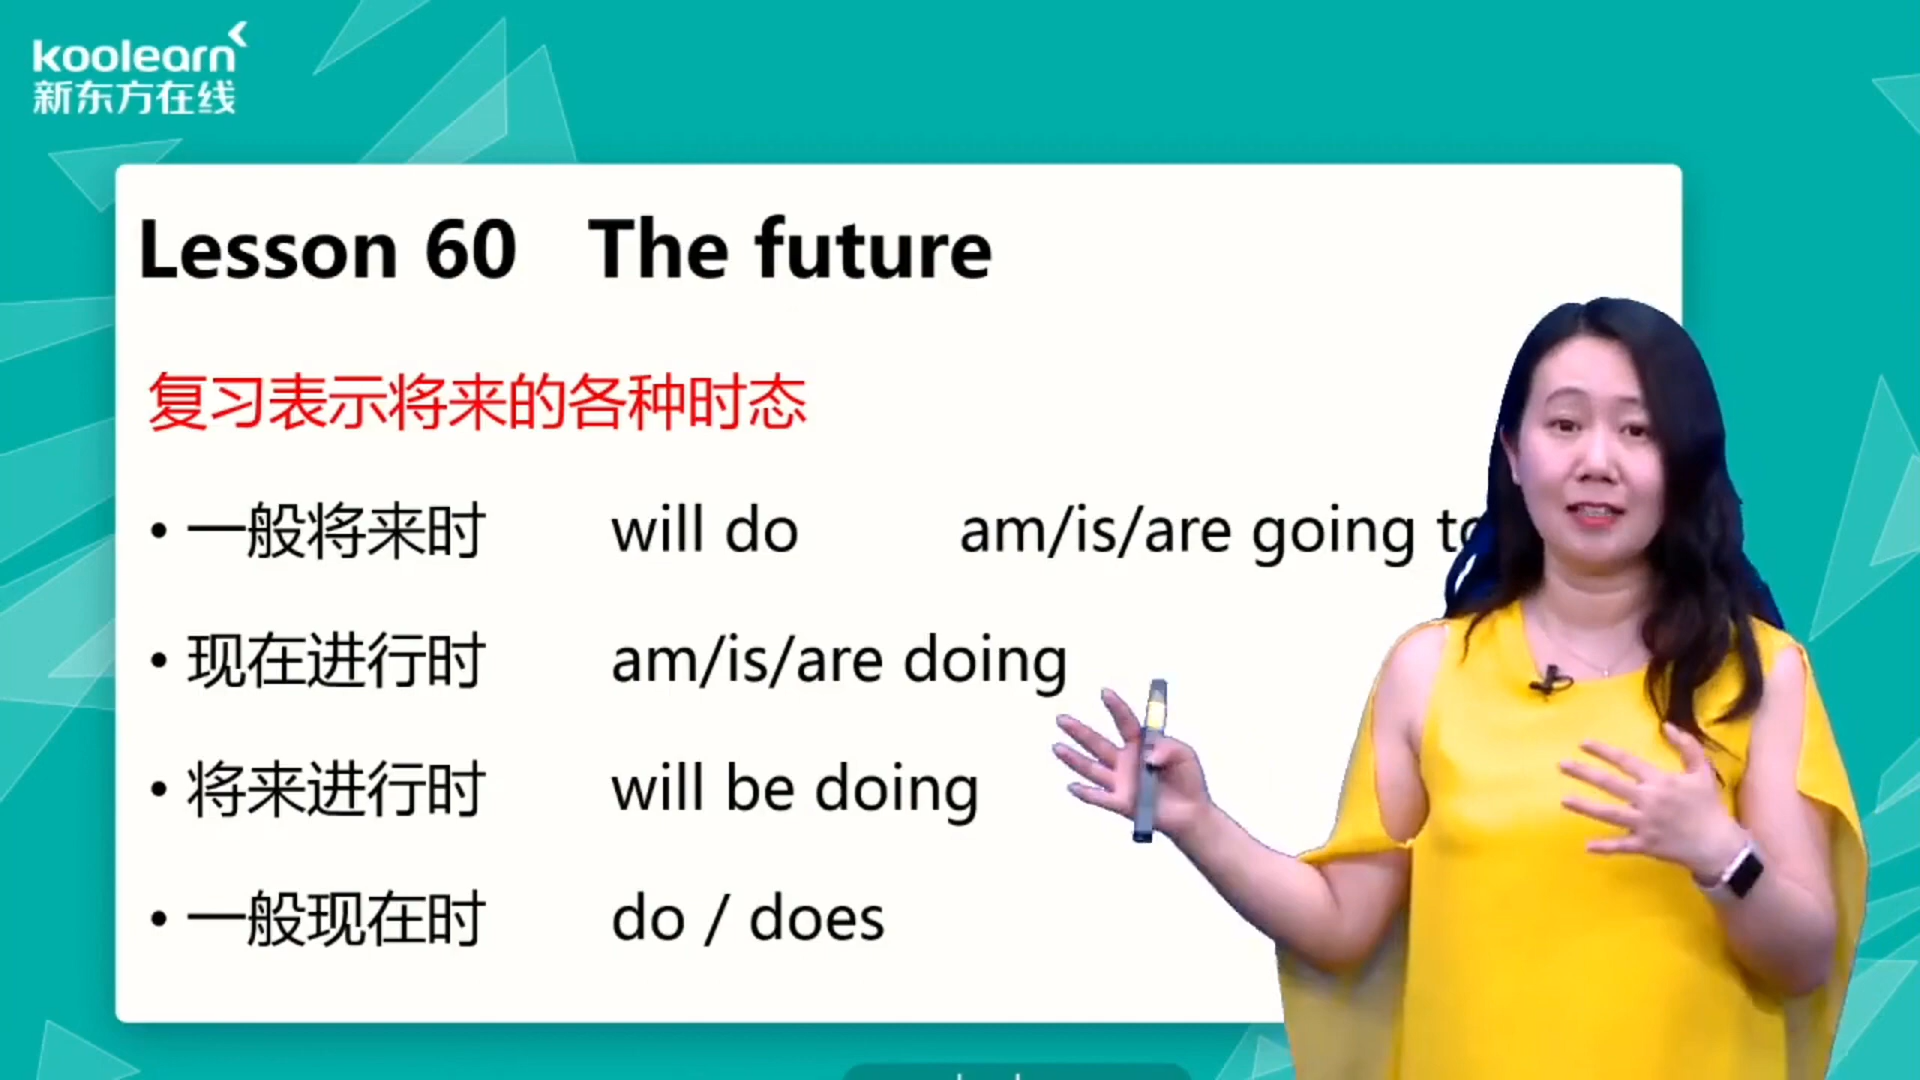 koolearn
新东方在线
Lesson 60 The future
复习表示将来的各种时态
• 一般将来时 will do am/is/are going
• 现在进行时 am/is/are doing
• 将来进行时 will be doing
• 一般现在时 do / does